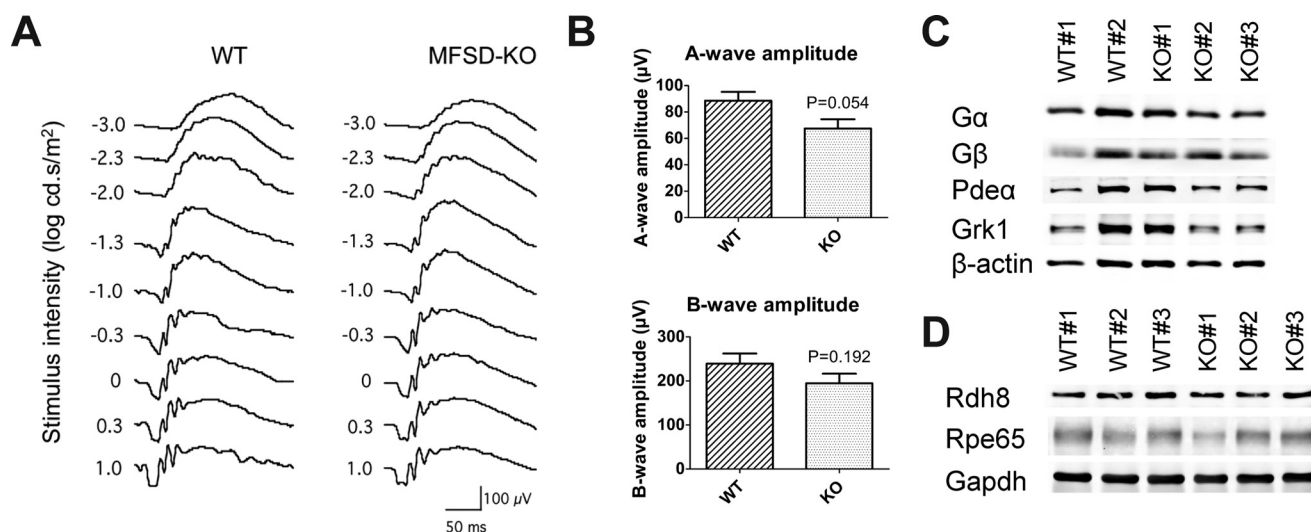 A
WT
MFSD-KO
Stimulus intensity (log cd.s/m²)
-3.0
-2.3
-2.0
-1.3
-1.0
-0.3
0
0.3
1.0
-3.0
-2.3
-2.0
-1.3
-1.0
-0.3
0
0.3
1.0
100 µV
50 ms
B
A-wave amplitude
A-wave amplitude (µV)
100
80
60
40
20
0
P=0.054
WT
KO
B-wave amplitude
B-wave amplitude (µV)
300
200
100
0
P=0.192
WT
KO
C
WT#1
WT#2
KO#1
KO#2
KO#3
Gα
Gβ
Pdeα
Grk1
β-actin
D
WT#1
WT#2
WT#3
KO#1
KO#2
KO#3
Rdh8
Rpe65
Gapdh